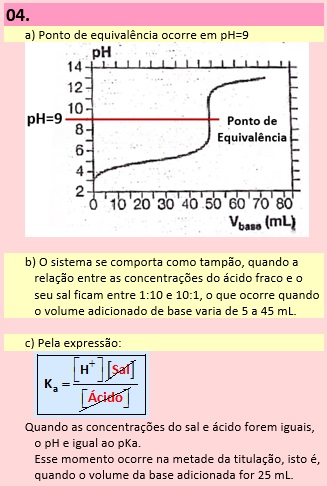 04.
a) Ponto de equivalência ocorre em pH=9
pH
14
12
10
pH=9
8
6
4
2
Ponto de
Equivalência
0 10 20 30 40 50 60 70 80
Vbase (mL)
b) O sistema se comporta como tampão, quando a
relação entre as concentrações do ácido fraco e o
seu sal ficam entre 1:10 e 10:1, o que ocorre quando
o volume adicionado de base varia de 5 a 45 mL.
c) Pela expressão:
Ka = [H+] [Sal]
[Ácido]
Quando as concentrações do sal e ácido forem iguais,
o pH e igual ao pKa.
Esse momento ocorre na metade da titulação, isto é,
quando o volume da base adicionada for 25 mL.